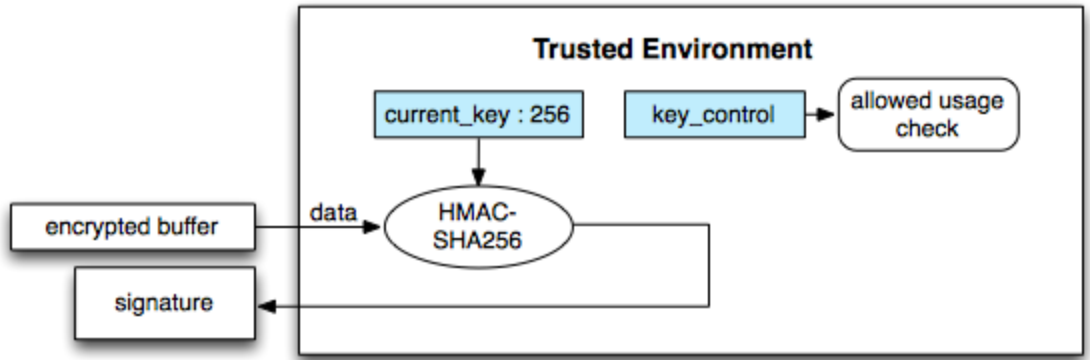 Trusted Environment
current_key : 256
key_control
allowed usage
check
encrypted buffer
data
HMAC-
SHA256
signature